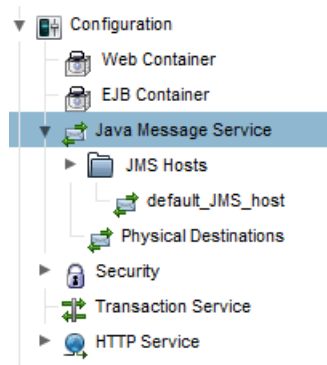 Configuration
Web Container
EJB Container
Java Message Service
JMS Hosts
default_JMS_host
Physical Destinations
Security
Transaction Service
HTTP Service